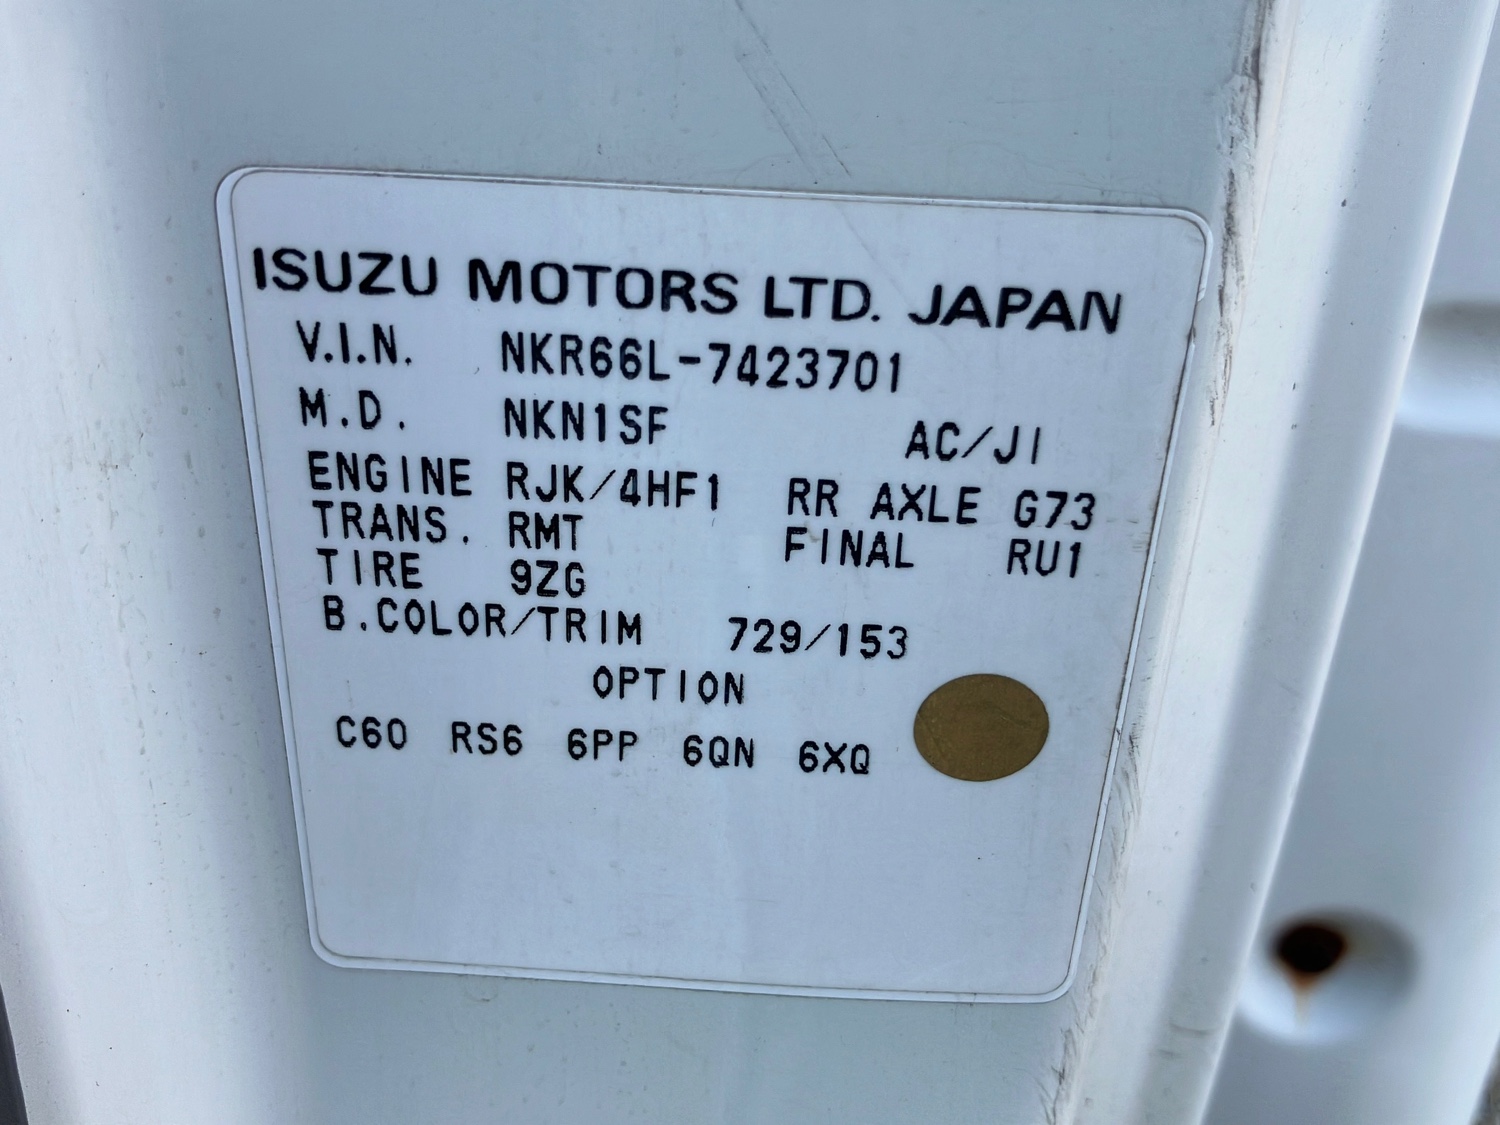 ISUZU MOTORS LTD. JAPAN
V.I.N. NKR66L-7423701
M.D. NKN1SF AC/JI
ENGINE RJK/4HF1 RR AXLE G73
TRANS. RMT FINAL RU1
TIRE 9ZG
B.COLOR/TRIM 729/153
OPTION
C60 RS6 6PP 6QN 6XQ